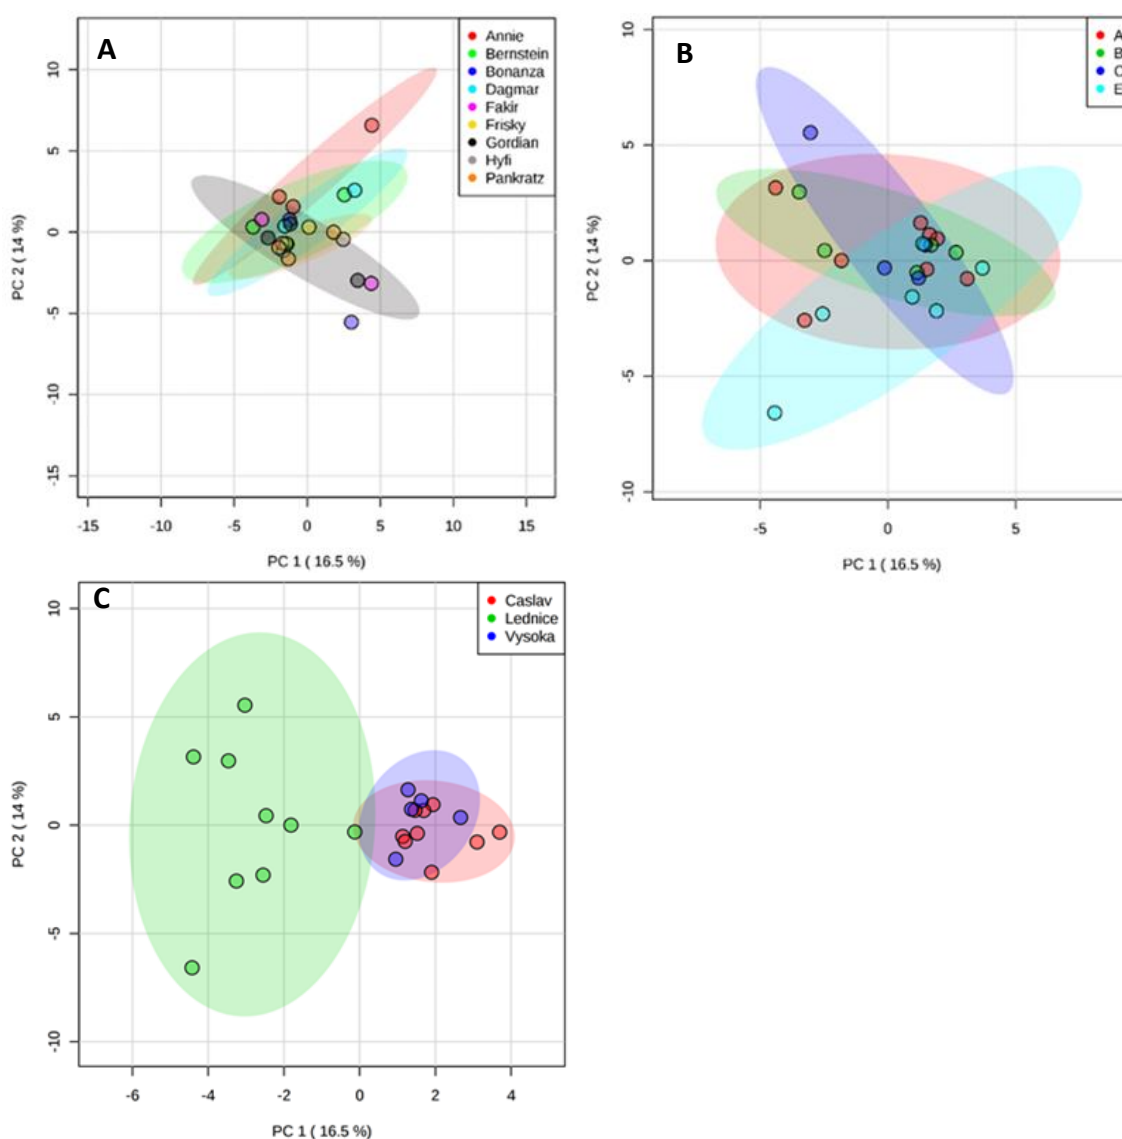 A
Annie
Bernstein
Bonanza
Dagmar
Fakir
Frisky
Gordian
Hyfi
Pankratz
10
5
0
-5
-10
-15
PC 2 ( 14 %)
-15 -10 -5 0 5 10 15
PC 1 ( 16.5 %)
B
A
B
C
E
10
5
0
-5
-10
PC 2 ( 14 %)
-5 0 5
PC 1 ( 16.5 %)
C
Caslav
Lednice
Vysoka
10
5
0
-5
-10
PC 2 ( 14 %)
-6 -4 -2 0 2 4
PC 1 ( 16.5 %)